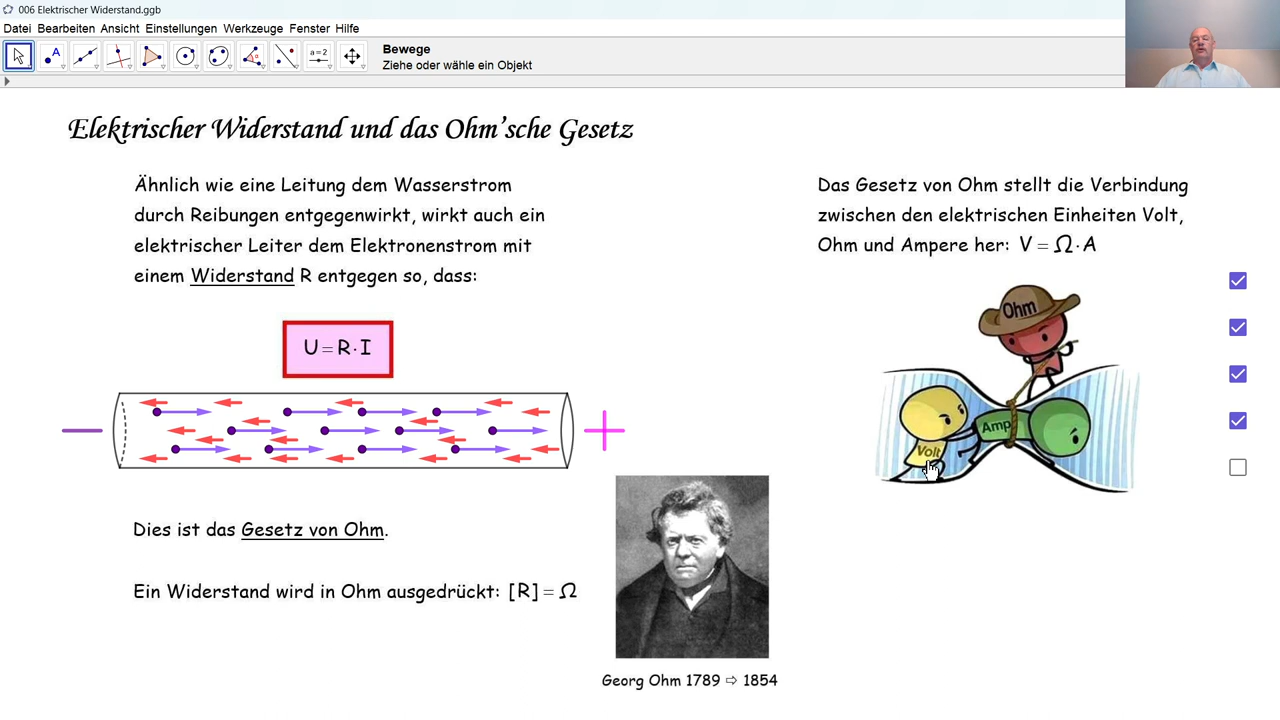 006 Elektrischer Widerstand.ggb
Datei Bearbeiten Ansicht Einstellungen Werkzeuge Fenster Hilfe
A
a=2
Bewege
Ziehe oder wähle ein Objekt
Elektrischer Widerstand und das Ohm'sche Gesetz
Ähnlich wie eine Leitung dem Wasserstrom
durch Reibungen entgegenwirkt, wirkt auch ein
elektrischer Leiter dem Elektronenstrom mit
einem Widerstand R entgegen so, dass:
U = R · I
Dies ist das Gesetz von Ohm.
Ein Widerstand wird in Ohm ausgedrückt: [R] = Ω
Georg Ohm 1789 ⇨ 1854
Das Gesetz von Ohm stellt die Verbindung
zwischen den elektrischen Einheiten Volt,
Ohm und Ampere her: V = Ω · A
Ohm
Amp
Volt